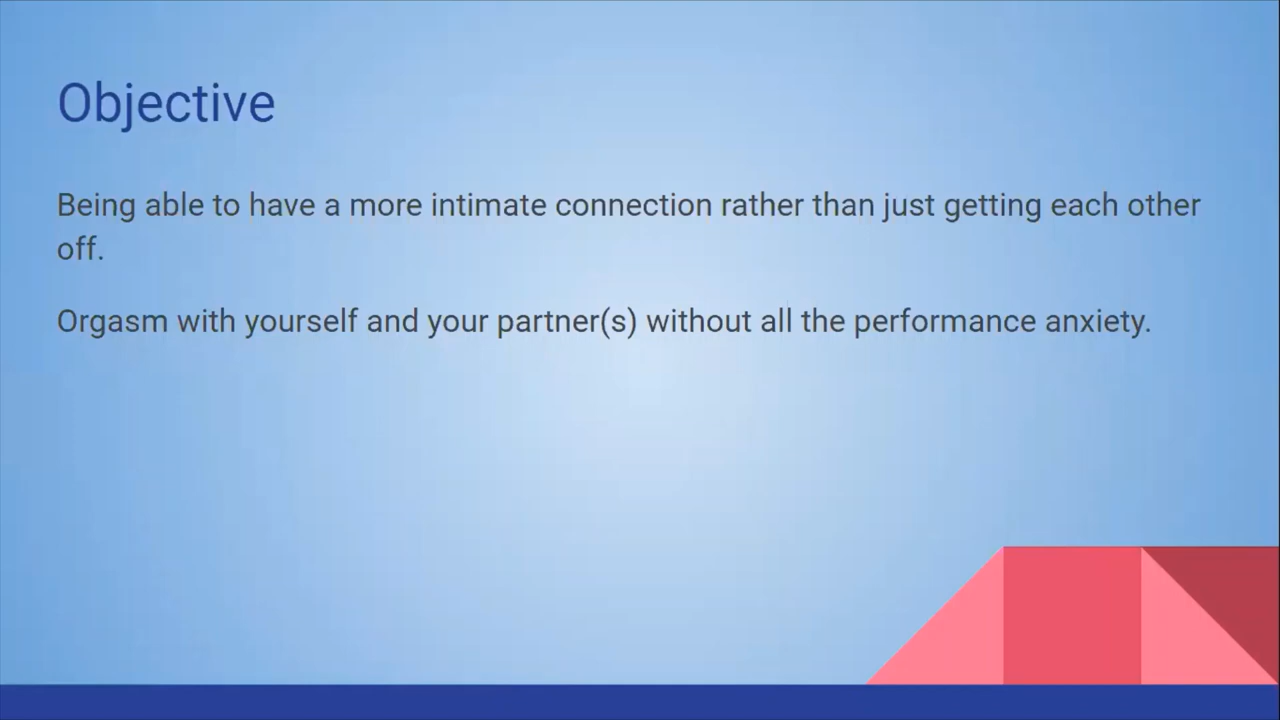 Objective
Being able to have a more intimate connection rather than just getting each other
off.
Orgasm with yourself and your partner(s) without all the performance anxiety.